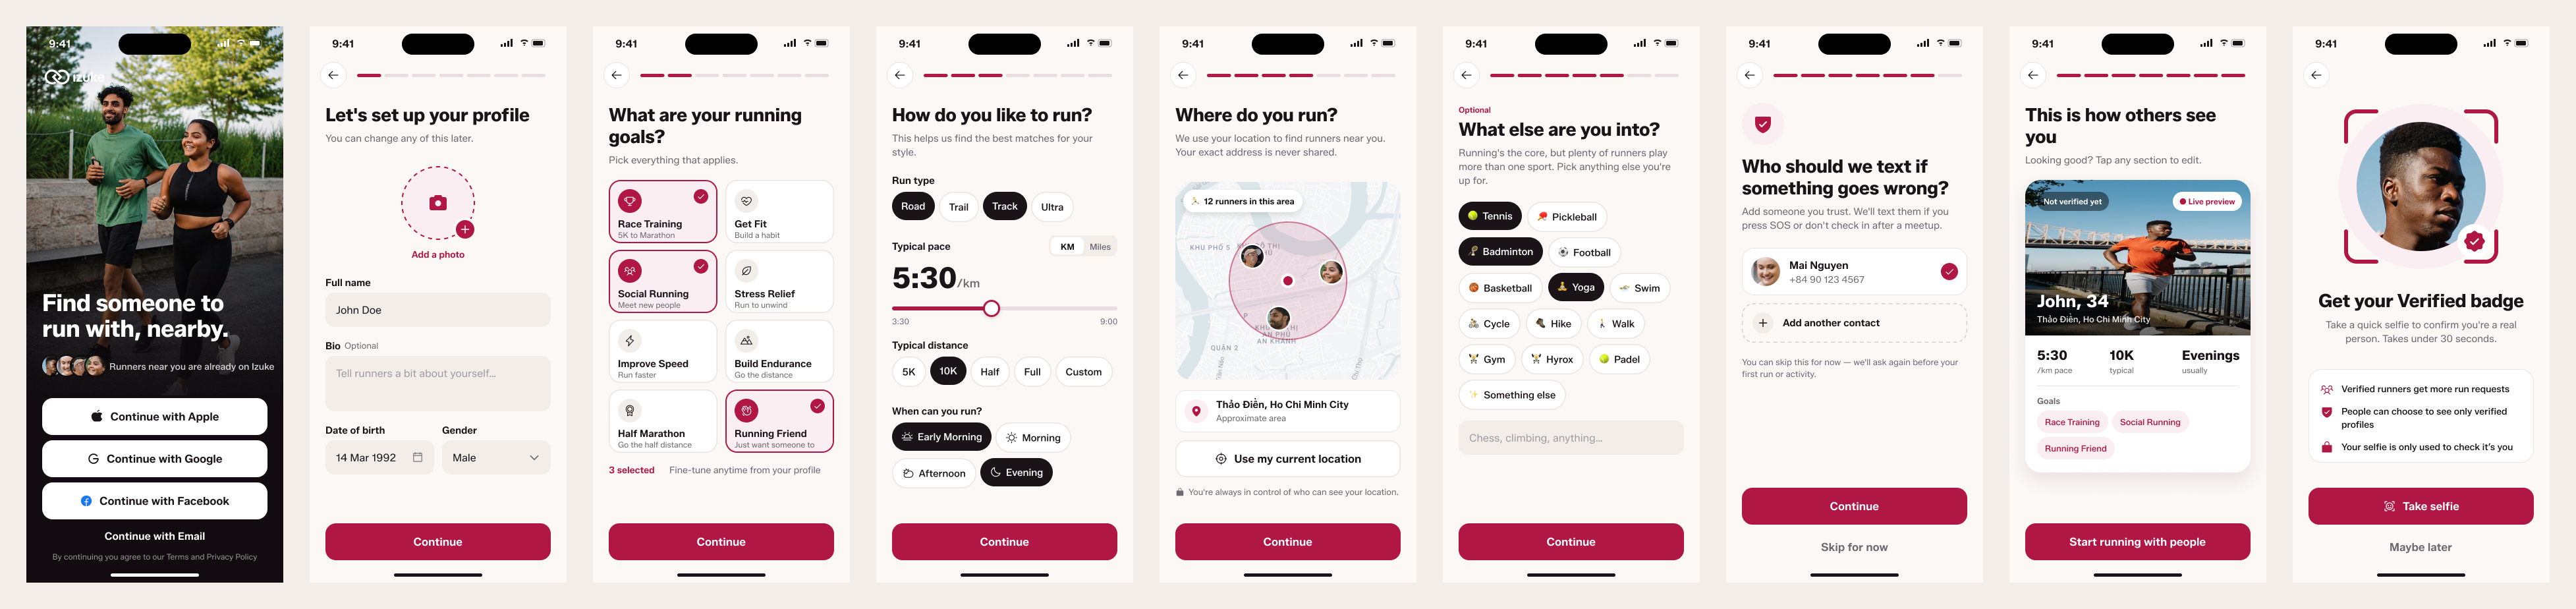 9:41
izuke
Find someone to
run with, nearby.
Runners near you are already on Izuke
Continue with Apple
Continue with Google
Continue with Facebook
Continue with Email
By continuing you agree to our Terms and Privacy Policy
9:41
Let's set up your profile
You can change any of this later.
Add a photo
Full name
John Doe
Bio Optional
Tell runners a bit about yourself...
Date of birth
Gender
14 Mar 1992
Male
Continue
9:41
What are your running
goals?
Pick everything that applies.
Race Training
5K to Marathon
Get Fit
Build a habit
Social Running
Meet new people
Stress Relief
Run to unwind
Improve Speed
Run faster
Build Endurance
Go the distance
Half Marathon
Go the half distance
Running Friend
Just want someone to
3 selected
Fine-tune anytime from your profile
Continue
9:41
How do you like to run?
This helps us find the best matches for your
style.
Run type
Road
Trail
Track
Ultra
Typical pace
KM
Miles
5:30/km
3:30
9:00
Typical distance
5K
10K
Half
Full
Custom
When can you run?
Early Morning
Morning
Afternoon
Evening
Continue
9:41
Where do you run?
We use your location to find runners near you.
Your exact address is never shared.
12 runners in this area
KHU PHỐ 5
AN PHÚ
AN KHÁNH
QUẬN 2
Thảo Điền, Ho Chi Minh City
Approximate area
Use my current location
You're always in control of who can see your location.
Continue
9:41
Optional
What else are you into?
Running's the core, but plenty of runners play
more than one sport. Pick anything else you're
up for.
Tennis
Pickleball
Badminton
Football
Basketball
Yoga
Swim
Cycle
Hike
Walk
Gym
Hyrox
Padel
Something else
Chess, climbing, anything...
Continue
9:41
Who should we text if
something goes wrong?
Add someone you trust. We'll text them if you
press SOS or don't check in after a meetup.
Mai Nguyen
+84 90 123 4567
Add another contact
You can skip this for now — we'll ask again before your
first run or activity.
Continue
Skip for now
9:41
This is how others see
you
Looking good? Tap any section to edit.
Not verified yet
Live preview
John, 34
Thảo Điền, Ho Chi Minh City
5:30
/km pace
10K
typical
Evenings
usually
Goals
Race Training
Social Running
Running Friend
Start running with people
9:41
Get your Verified badge
Take a quick selfie to confirm you're a real
person. Takes under 30 seconds.
Verified runners get more run requests
People can choose to see only verified
profiles
Your selfie is only used to check it's you
Take selfie
Maybe later